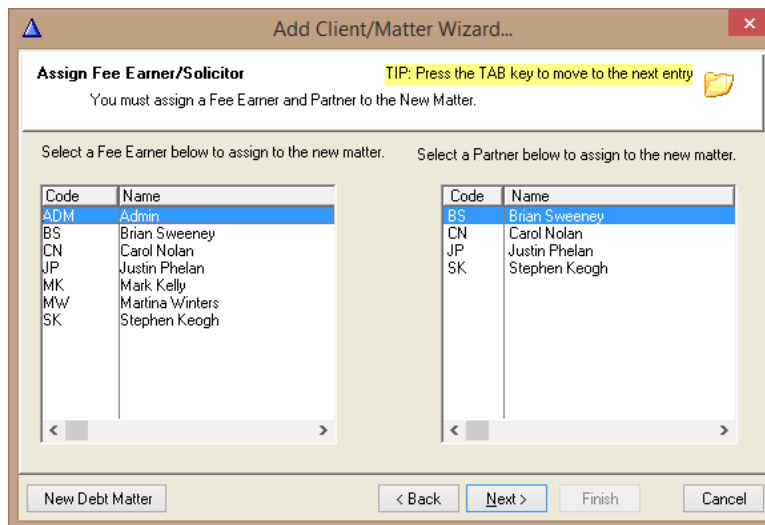 Add Client/Matter Wizard...
Assign Fee Earner/Solicitor
TIP: Press the TAB key to move to the next entry
You must assign a Fee Earner and Partner to the New Matter.
Select a Fee Earner below to assign to the new matter.
Code Name
ADM Admin
BS Brian Sweeney
CN Carol Nolan
JP Justin Phelan
MK Mark Kelly
MW Martina Winters
SK Stephen Keogh
Select a Partner below to assign to the new matter.
Code Name
BS Brian Sweeney
CN Carol Nolan
JP Justin Phelan
SK Stephen Keogh
New Debt Matter
< Back
Next >
Finish
Cancel